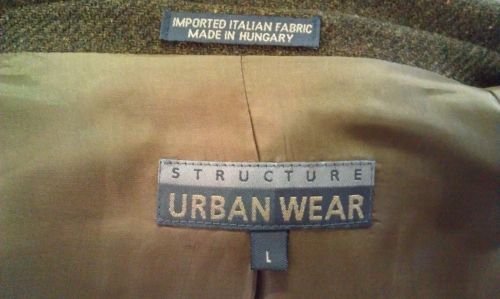 IMPORTED ITALIAN FABRIC
MADE IN HUNGARY
STRUCTURE
URBAN WEAR
L